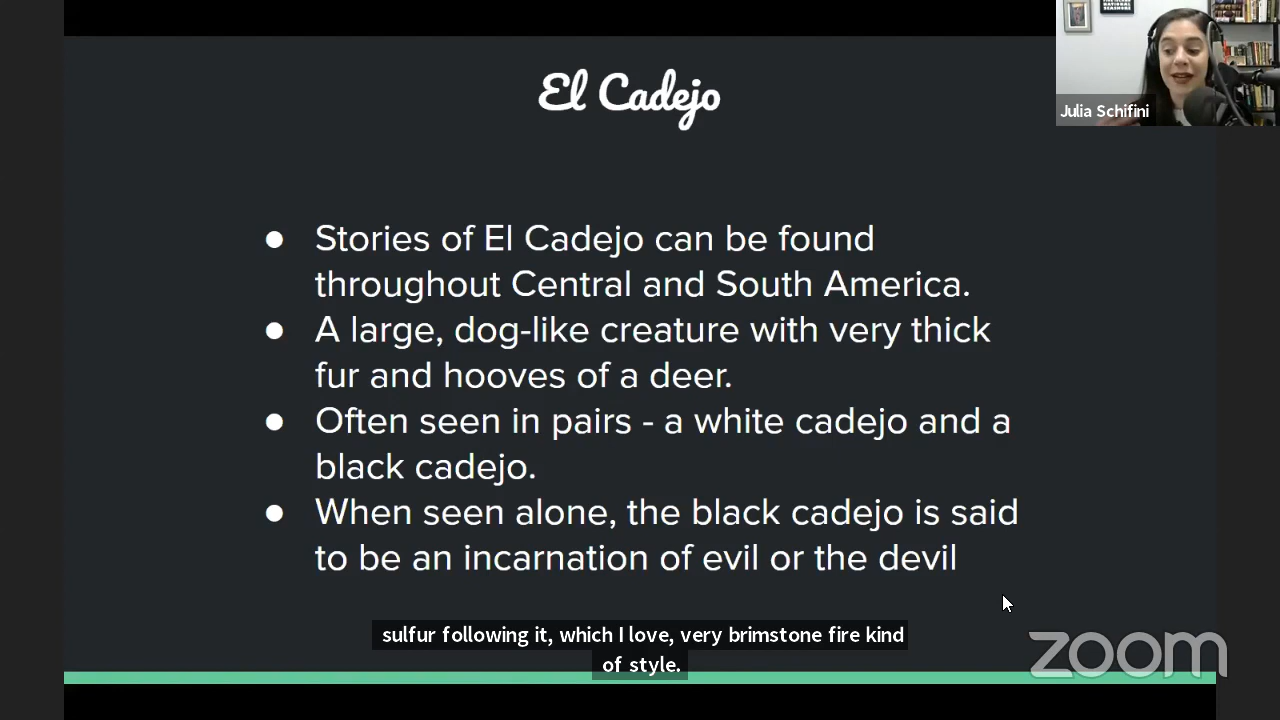 El Cadejo
Julia Schifini
● Stories of El Cadejo can be found
throughout Central and South America.
● A large, dog-like creature with very thick
fur and hooves of a deer.
● Often seen in pairs - a white cadejo and a
black cadejo.
● When seen alone, the black cadejo is said
to be an incarnation of evil or the devil
sulfur following it, which I love, very brimstone fire kind
of style.
zoom